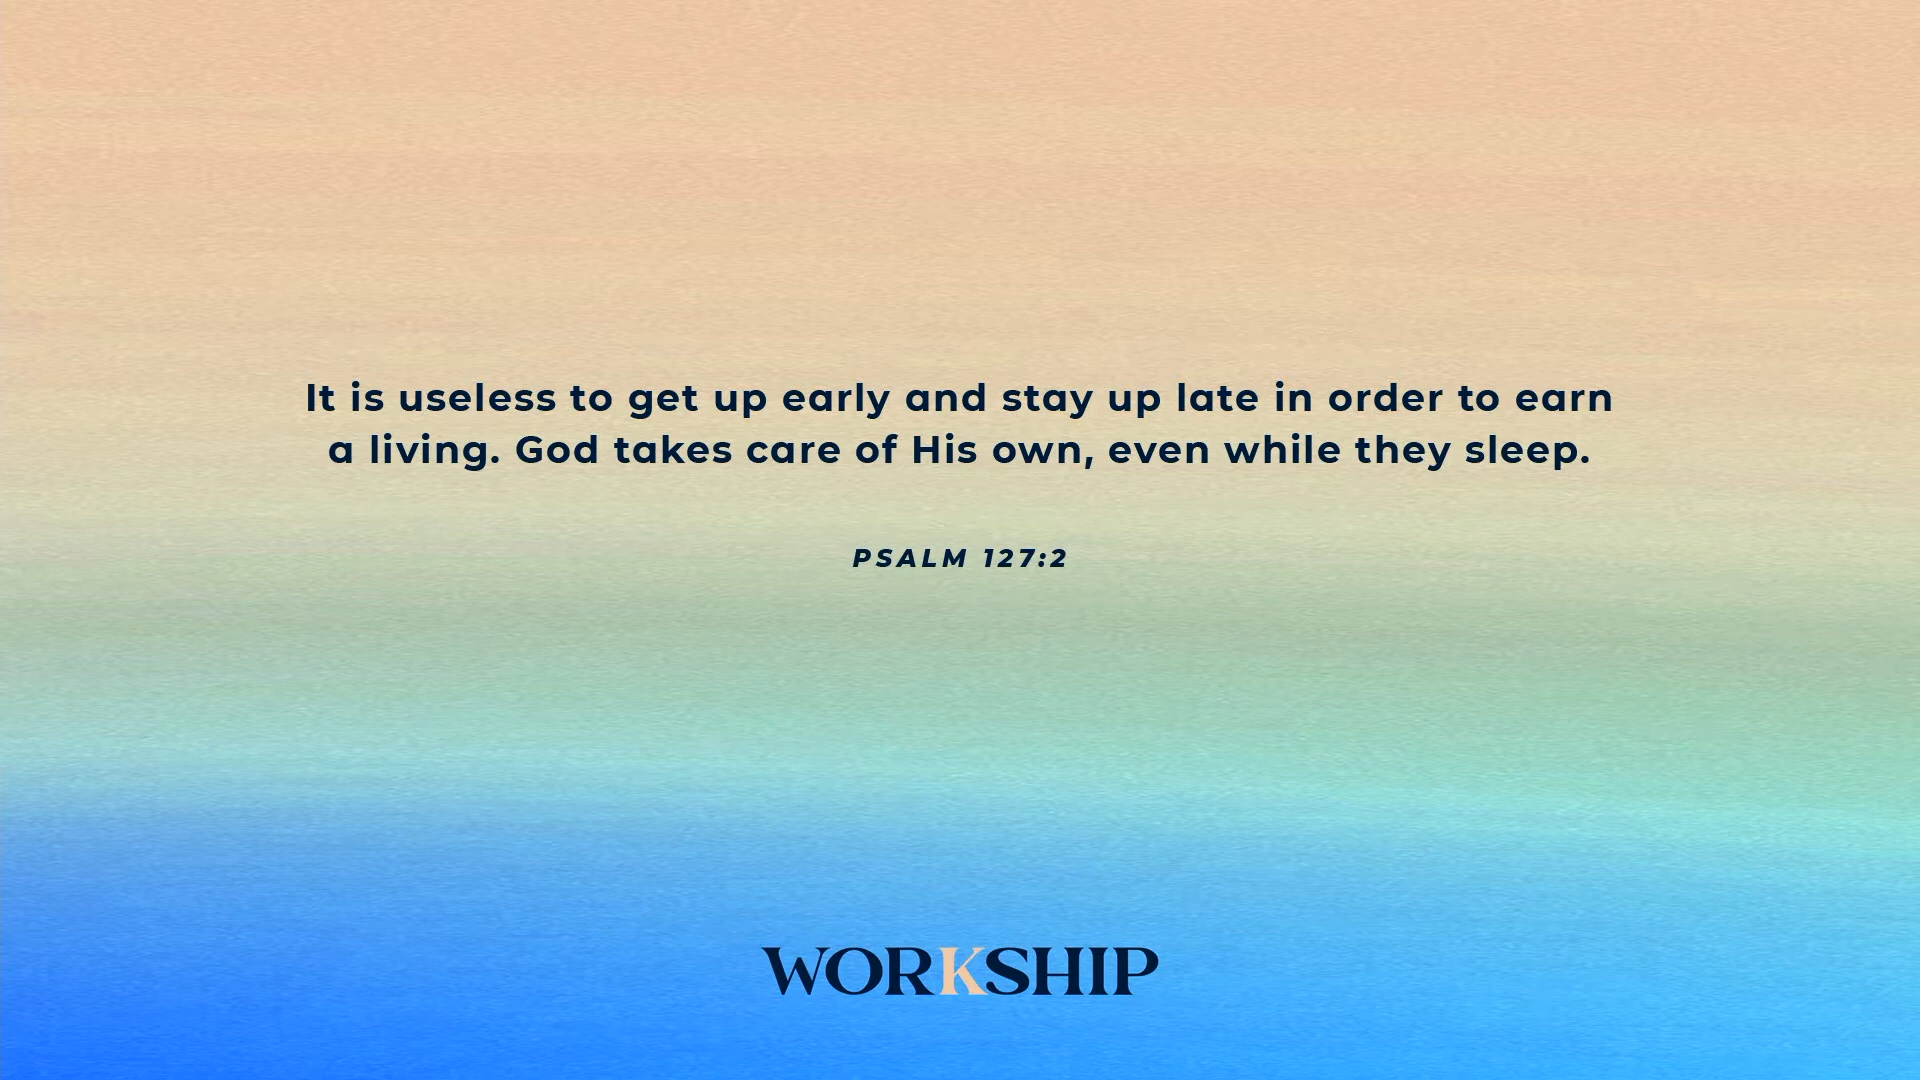 It is useless to get up early and stay up late in order to earn
a living. God takes care of His own, even while they sleep.
PSALM 127:2
WORKSHIP